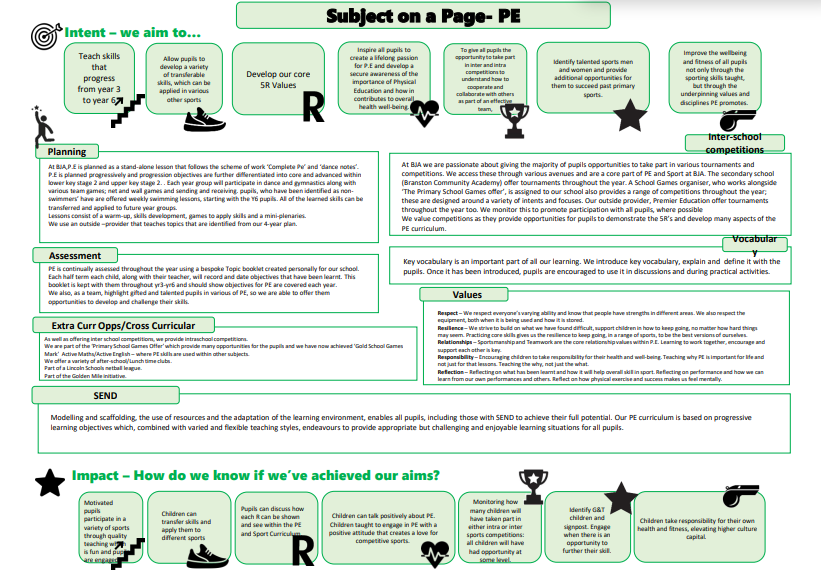 Subject on a Page- PE
Intent – we aim to…
Teach skills
that
progress
from year 3
to year 6
Allow pupils to
develop a variety
of transferable
skills, which can be
applied in various
other sports
Develop our core
5R Values
R
Inspire all pupils to
create a lifelong passion
for P.E and develop a
secure awareness of the
importance of Physical
Education and how in
contributes to overall
health well-being.
To give all pupils the
opportunity to take part
in inter and intra
competitions to
understand how to
cooperate and
collaborate with others
as part of an effective
team,
Identify talented sports men
and women and provide
additional opportunities for
them to succeed past primary
sports.
Improve the wellbeing
and fitness of all pupils
not only through the
sporting skills taught,
but through the
underpinning values and
disciplines PE promotes.
Planning
At BJA,P.E is planned as a stand-alone lesson that follows the scheme of work 'Complete Pe' and 'dance notes'.
P.E is planned progressively and progression objectives are further differentiated into core and advanced within
lower key stage 2 and upper key stage 2. . Each year group will participate in dance and gymnastics along with
various team games; net and wall games and sending and receiving. pupils, who have been identified as non-
swimmers' have are offered weekly swimming lessons, starting with the Y6 pupils. All of the learned skills can be
transferred and applied to future year groups.
Lessons consist of a warm-up, skills development, games to apply skills and a mini-plenaries.
We use an outside –provider that teaches topics that are identified from our 4-year plan.
Inter-school
competitions
At BJA we are passionate about giving the majority of pupils opportunities to take part in various tournaments and
competitions. We access these through various avenues and are a core part of PE and Sport at BJA. The secondary school
(Branston Community Academy) offer tournaments throughout the year. A School Games organiser, who works alongside
'The Primary School Games offer', is assigned to our school also provides a range of competitions throughout the year;
these are designed around a variety of intents and focuses. Our outside provider, Premier Education offer tournaments
throughout the year too. We monitor this to promote participation with all pupils, where possible
We value competitions as they provide opportunities for pupils to demonstrate the 5R's and develop many aspects of the
PE curriculum.
Vocabular
y
Key vocabulary is an important part of all our learning. We introduce key vocabulary, explain and define it with the
pupils. Once it has been introduced, pupils are encouraged to use it in discussions and during practical activities.
Assessment
PE is continually assessed throughout the year using a bespoke Topic booklet created personally for our school.
Each half term each child, along with their teacher, will record and date objectives that have been learnt. This
booklet is kept with them throughout yr3-yr6 and should show objectives for PE are covered each year.
We also, as a team, highlight gifted and talented pupils in various of PE, so we are able to offer them
opportunities to develop and challenge their skills.
Values
Respect – We respect everyone's varying ability and know that people have strengths in different areas. We also respect the
equipment, both when it is being used and how it is stored.
Resilience – We strive to build on what we have found difficult, support children in how to keep going, no matter how hard things
may seem. Practicing core skills gives us the resilience to keep going, in a range of sports, to be the best versions of ourselves.
Relationships – Sportsmanship and Teamwork are the core relationship values within P.E. Learning to work together, encourage and
support each other is key.
Responsibility – Encouraging children to take responsibility for their health and well-being. Teaching why PE is important for life and
not just for that lessons. Teaching the why, not just the what.
Reflection – Reflecting on what has been learnt and how it will help overall skill in sport. Reflecting on performance and how we can
learn from our own performances and others. Reflect on how physical exercise and success makes us feel mentally.
Extra Curr Opps/Cross Curricular
As well as offering inter school competitions, we provide intraschool competitions.
We are part of the 'Primary School Games Offer' which provide many opportunities for the pupils and we have now achieved 'Gold School Games
Mark' Active Maths/Active English – where PE skills are used within other subjects.
We offer a variety of after-school/Lunch time clubs.
Part of a Lincoln Schools netball league.
Part of the Golden Mile initiative.
SEND
Modelling and scaffolding, the use of resources and the adaptation of the learning environment, enables all pupils, including those with SEND to achieve their full potential. Our PE curriculum is based on progressive
learning objectives which, combined with varied and flexible teaching styles, endeavours to provide appropriate but challenging and enjoyable learning situations for all pupils.
Impact – How do we know if we've achieved our aims?
Motivated
pupils
participate in a
variety of sports
through quality
teaching
is fun and
are engaged
Children can
transfer skills and
apply them to
different sports
Pupils can discuss how
each R can be shown
and see within the PE
and Sport Curriculum
R
Children can talk positively about PE.
Children taught to engage in PE with a
positive attitude that creates a love for
competitive sports.
Monitoring how
many children will
have taken part in
either intra or inter
sports competitions:
all children will have
had opportunity at
some level.
Identify G&T
children and
signpost. Engage
when there is an
opportunity to
further their skill.
Children take responsibility for their own
health and fitness, elevating higher culture
capital.